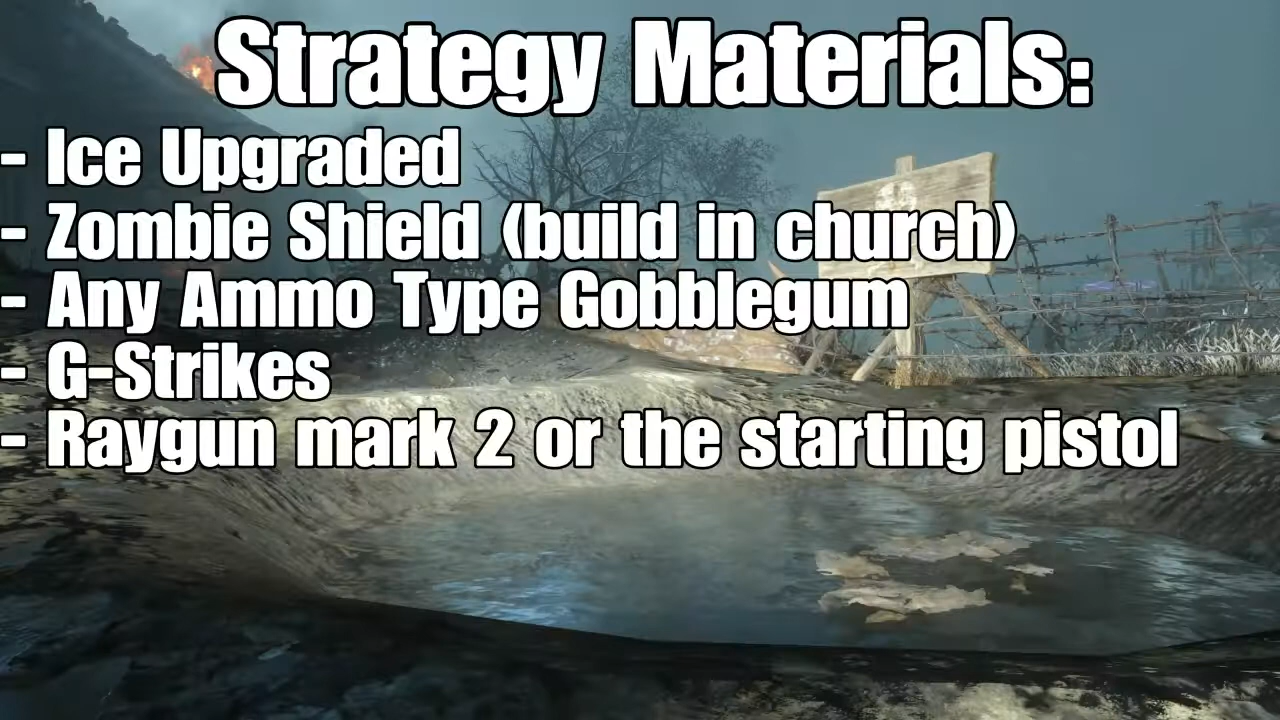 Strategy Materials:
- Ice Upgraded
- Zombie Shield (build in church)
- Any Ammo Type Gobblegum
- G-Strikes
- Raygun mark 2 or the starting pistol